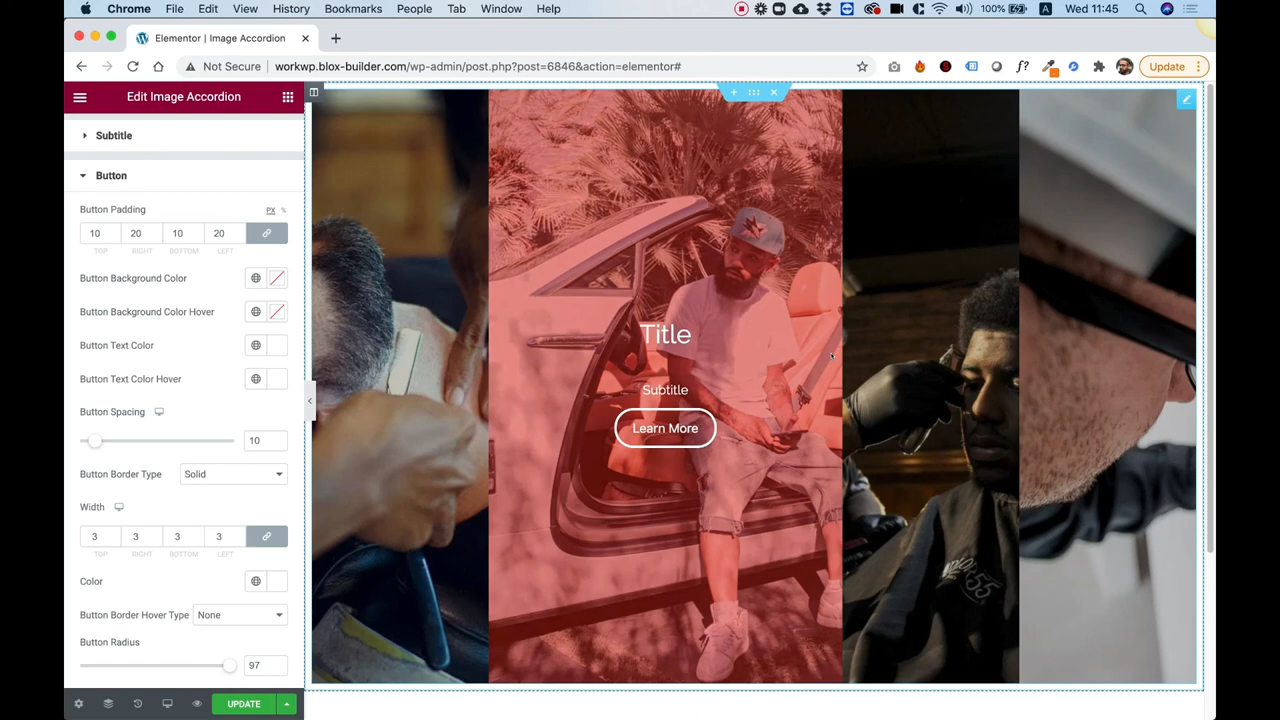 Chrome File Edit View History Bookmarks People Tab Window Help 100% A Wed 11:45
Elementor | Image Accordion
Not Secure workwp.blox-builder.com/wp-admin/post.php?post=6846&action=elementor# f? Update
Edit Image Accordion
Subtitle
Button
Button Padding PX %
10 20 10 20
TOP RIGHT BOTTOM LEFT
Button Background Color
Button Background Color Hover
Button Text Color
Button Text Color Hover
Button Spacing
10
Button Border Type Solid
Width
3 3 3 3
TOP RIGHT BOTTOM LEFT
Color
Button Border Hover Type None
Button Radius
97
UPDATE
Title
Subtitle
Learn More